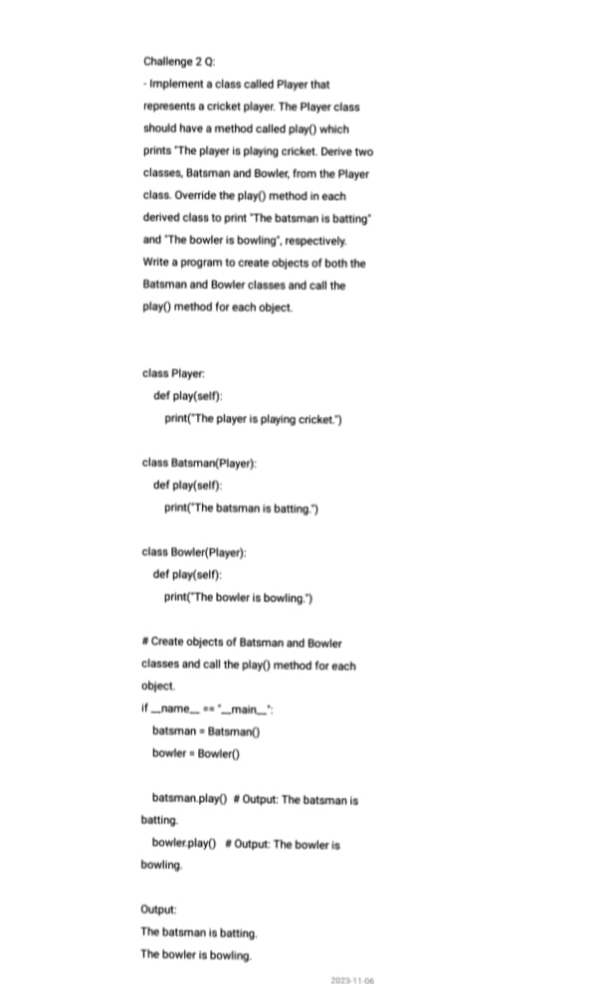 Challenge 2 Q:
- Implement a class called Player that
represents a cricket player. The Player class
should have a method called play() which
prints "The player is playing cricket. Derive two
classes, Batsman and Bowler, from the Player
class. Override the play() method in each
derived class to print "The batsman is batting"
and "The bowler is bowling", respectively.
Write a program to create objects of both the
Batsman and Bowler classes and call the
play() method for each object.
class Player:
def play(self):
print("The player is playing cricket.")
class Batsman(Player):
def play(self):
print("The batsman is batting.")
class Bowler(Player):
def play(self):
print("The bowler is bowling.")
# Create objects of Batsman and Bowler
classes and call the play() method for each
object.
if __name__ == "__main__":
batsman = Batsman()
bowler = Bowler()
batsman.play() # Output: The batsman is
batting.
bowler.play() # Output: The bowler is
bowling.
Output:
The batsman is batting.
The bowler is bowling.
2023-11-06